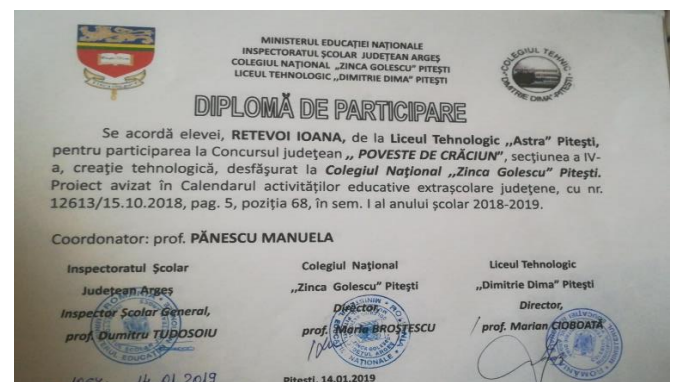 MINISTERUL EDUCAȚIEI NAȚIONALE
INSPECTORATUL ȘCOLAR JUDEȚEAN ARGEȘ
COLEGIUL NAȚIONAL „ZINCA GOLESCU” PITEȘTI
LICEUL TEHNOLOGIC „DIMITRIE DIMA” PITEȘTI
COLEGIUL TEHNIC
DIMITRIE DIMA PITEȘTI
DIPLOMĂ DE PARTICIPARE
Se acordă elevei, RETEVOI IOANA, de la Liceul Tehnologic ,,Astra” Pitești,
pentru participarea la Concursul județean ,, POVESTE DE CRĂCIUN”, secțiunea a IV-
a, creație tehnologică, desfășurat la Colegiul Național ,,Zinca Golescu” Pitești.
Proiect avizat în Calendarul activităților educative extrașcolare județene, cu nr.
12613/15.10.2018, pag. 5, poziția 68, în sem. I al anului școlar 2018-2019.
Coordonator: prof. PĂNESCU MANUELA
Inspectoratul Școlar
Județean Argeș
Inspector Școlar General,
prof. Dumitru TUDOSOIU
Colegiul Național
,,Zinca Golescu” Pitești
Director,
prof. Maria BROȘTESCU
Liceul Tehnologic
,,Dimitrie Dima” Pitești
Director,
prof. Marian CIOBOATĂ
14.01.2019
Pitești, 14.01.2019